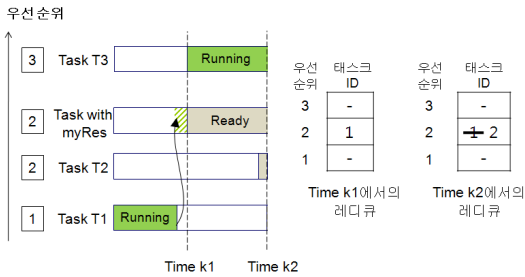 우선순위
3 Task T3 Running
2 Task with myRes Ready
2 Task T2
1 Task T1 Running
Time k1 Time k2
우선 순위 태스크 ID
3 -
2 1
1 -
Time k1에서의
레디큐
우선 순위 태스크 ID
3 -
2 1 2
1 -
Time k2에서의
레디큐